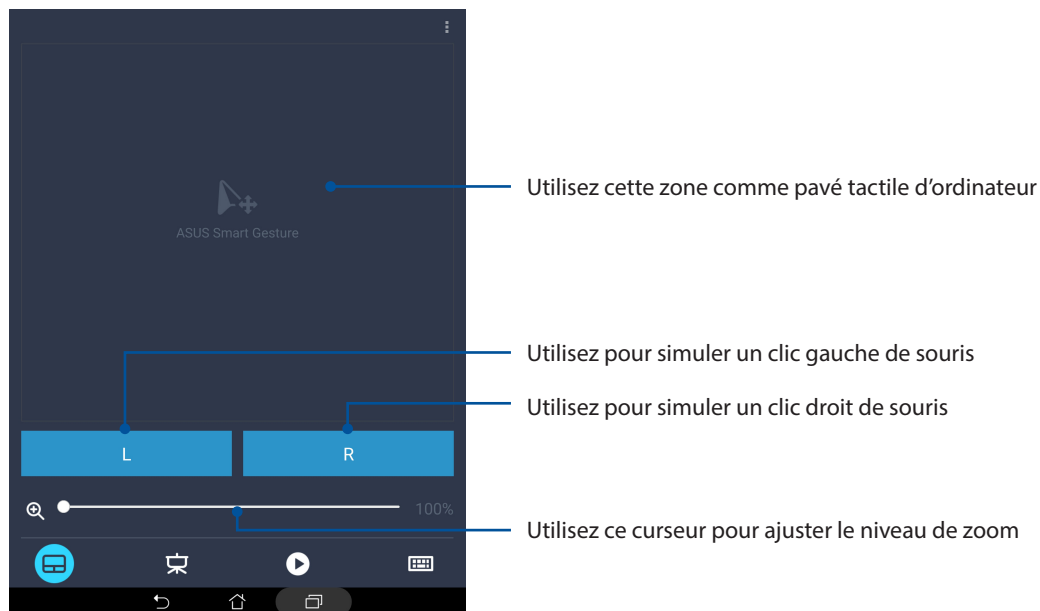 Utilisez cette zone comme pavé tactile d'ordinateur
ASUS Smart Gesture
Utilisez pour simuler un clic gauche de souris
Utilisez pour simuler un clic droit de souris
L
R
100%
Utilisez ce curseur pour ajuster le niveau de zoom